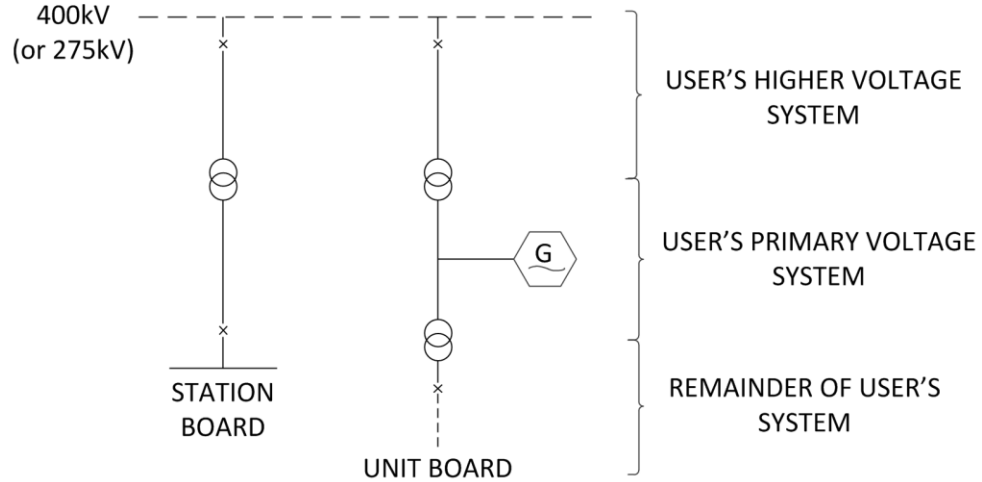 400kV
(or 275kV)
USER'S HIGHER VOLTAGE
SYSTEM
USER'S PRIMARY VOLTAGE
SYSTEM
G
STATION
BOARD
REMAINDER OF USER'S
SYSTEM
UNIT BOARD